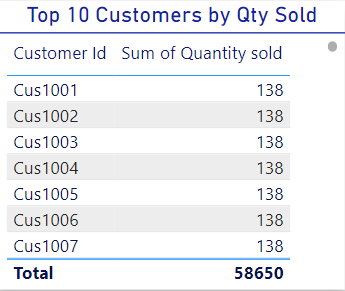 Top 10 Customers by Qty Sold
Customer Id Sum of Quantity sold
Cus1001 138
Cus1002 138
Cus1003 138
Cus1004 138
Cus1005 138
Cus1006 138
Cus1007 138
Total 58650